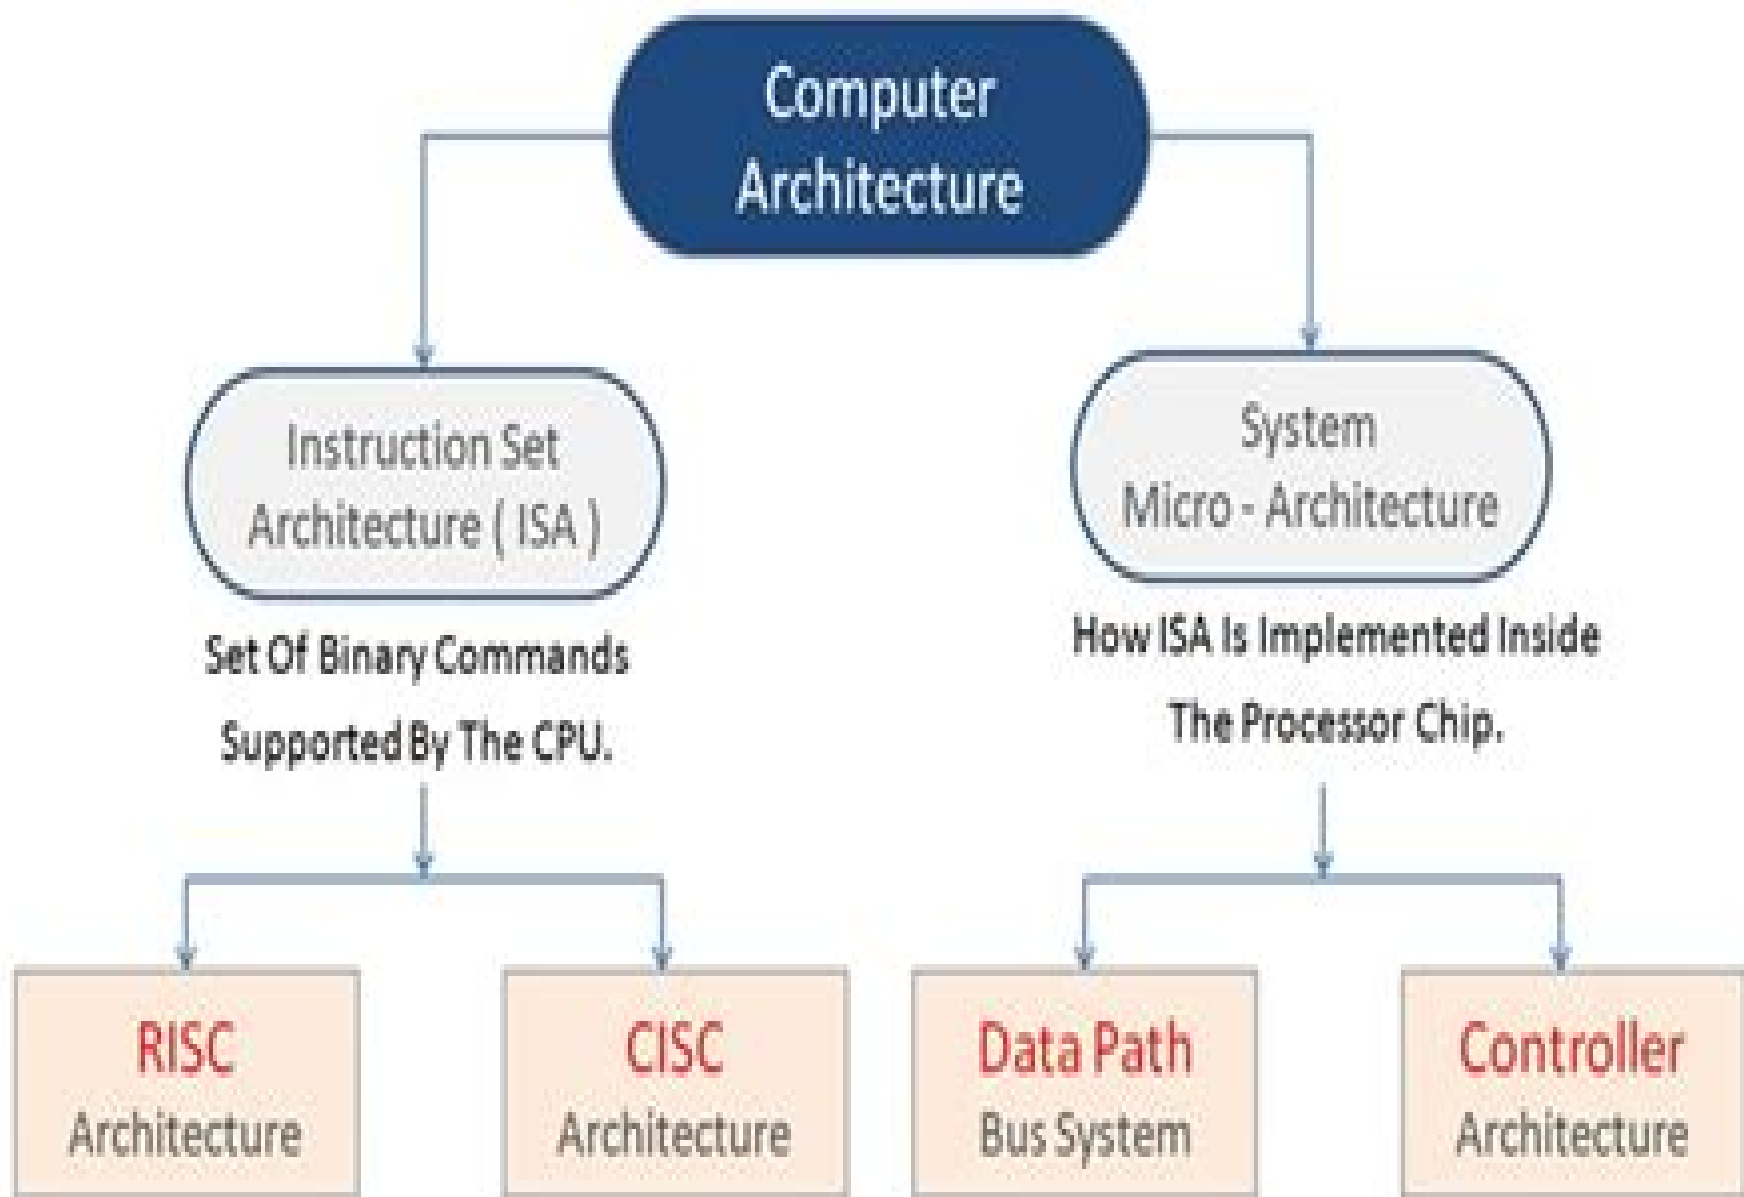 Computer
Architecture
Instruction Set
Architecture ( ISA )
Set Of Binary Commands
Supported By The CPU.
System
Micro - Architecture
How ISA Is Implemented Inside
The Processor Chip.
RISC
Architecture
CISC
Architecture
Data Path
Bus System
Controller
Architecture